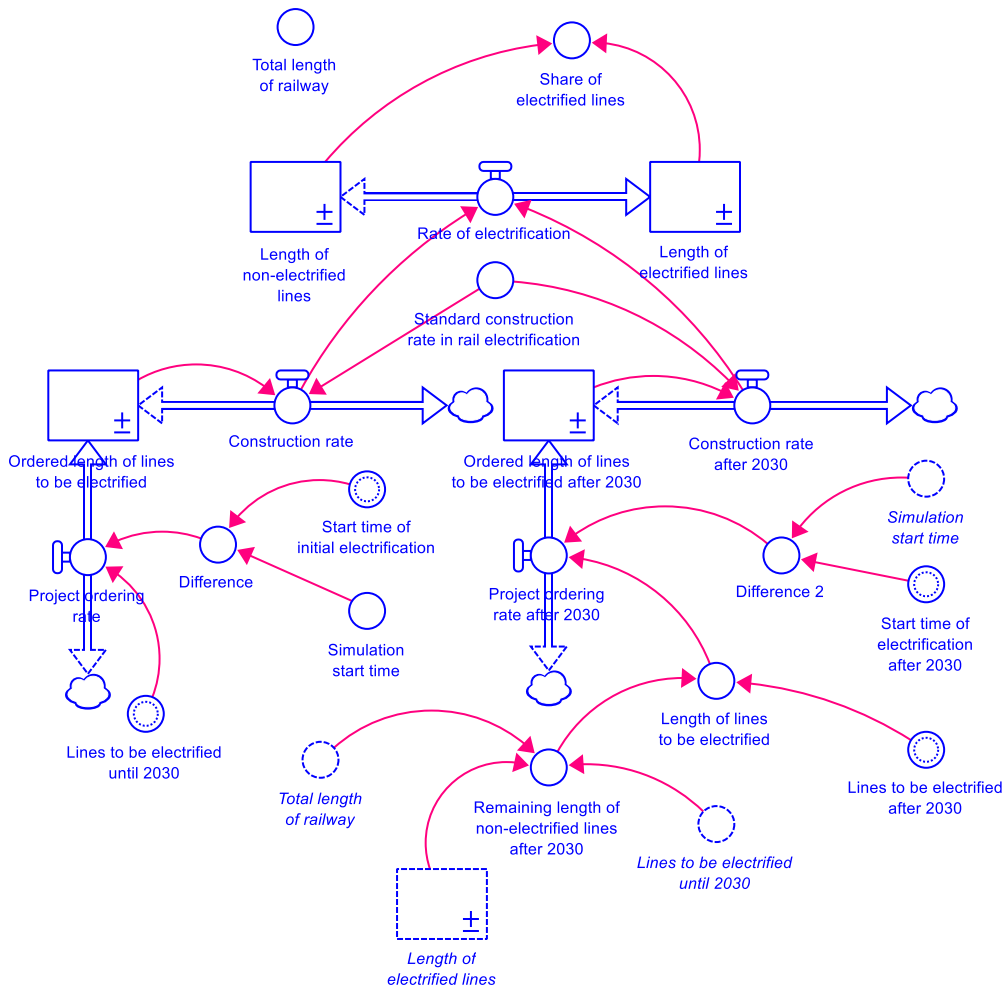 Total length
of railway
Share of
electrified lines
Rate of electrification
Length of
non-electrified
lines
Length of
electrified lines
Standard construction
rate in rail electrification
Construction rate
Construction rate
after 2030
Ordered length of lines
to be electrified
Ordered length of lines
to be electrified after 2030
Start time of
initial electrification
Simulation
start time
Difference
Difference 2
Project ordering
rate
Project ordering
rate after 2030
Simulation
start time
Start time of
electrification
after 2030
Length of lines
to be electrified
Lines to be electrified
until 2030
Total length
of railway
Remaining length of
non-electrified lines
after 2030
Lines to be electrified
after 2030
Lines to be electrified
until 2030
Length of
electrified lines